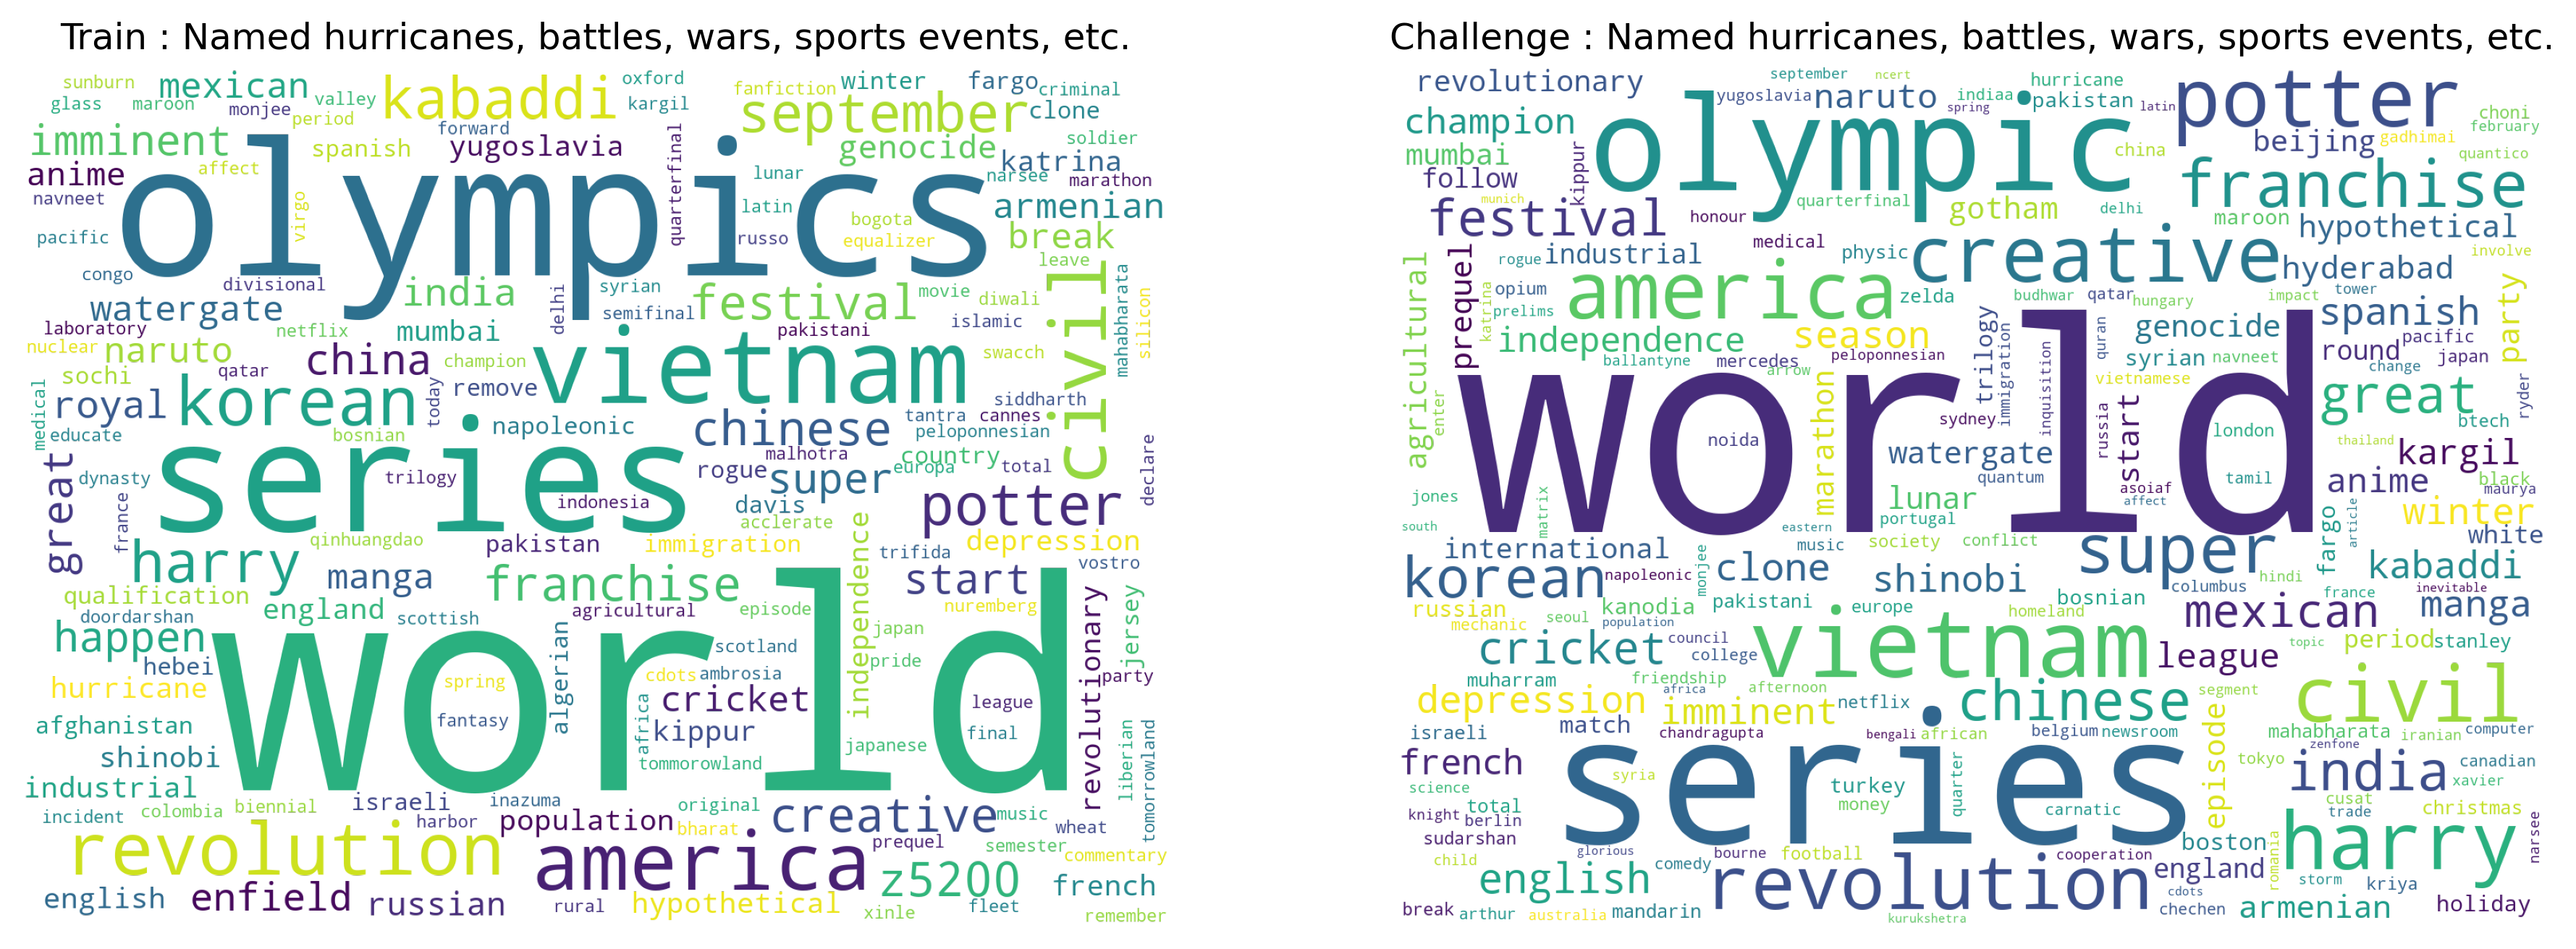 Train : Named hurricanes, battles, wars, sports events, etc.
sunburn mexican kabaddi oxford fanfiction winter fargo criminal
glass maroon monjee valley kargil september clone
period forward soldier
imminent spanish yugoslavia quarterfinal genocide katrina
anime affect lunar narsee marathon
navneet virgo olympics latin bogota armenian
pacific russo equalizer break
congo divisional leave
watergate india delhi syrian festival movie diwali civil mahabharata silicon
laboratory netflix mumbai semifinal pakistani islamic
nuclear naruto china champion vietnam swacch
sochi qatar today remove
medical royal korean siddharth
educate bosnian napoleonic chinese tantra cannes
peloponnesian
great dynasty series trilogy malhotra rogue super country europa total declare
france indonesia davis potter
qinhuangdao acclerate
harry pakistan immigration independence trifida depression
manga franchise start vostro
qualification england agricultural episode nuremberg revolutionary jersey
doordarshan scottish japan
happen algerian scotland
hebei world cdots ambrosia pride party
hurricane spring cricket league
afghanistan fantasy africa kippur final liberian tomorrowland
shinobi japanese
industrial tommorowland
incident colombia biennial israeli inazuma original creative music
harbor population bharat wheat
revolution america prequel semester commentary
z5200 french
english enfield russian rural hypothetical xinle fleet remember
Challenge : Named hurricanes, battles, wars, sports events, etc.
revolutionary september ncert hurricane potter
yugoslavia naruto indiaa pakistan latin choni
champion spring olympic beijing gadhimai february
mumbai kippur china franchise quantico
follow munich quarterfinal
festival honour gotham delhi maroon hypothetical
industrial medical physic creative involve
agricultural prequel rogue america hyderabad
katrina opium zelda budhwar qatar hungary impact tower party
prelims independence season trilogy genocide spanish
ballantyne mercedes peloponnesian immigration inquisition quran syrian navneet round pacific japan
arrow vietnamese change
enter world marathon sydney russia start great ryder
noida watergate london btech
thailand kargil
jones matrix quantum asoiaf tamil anime black
south lunar affect maurya
eastern portugal fargo article winter
international music society conflict super white
korean napoleonic monjee clone shinobi hindi kabaddi
columbus france inevitable
russian kanodia pakistani europe homeland bosnian mexican manga
mechanic seoul population
cricket council vietnam league topic period stanley
college
muharram friendship
depression africa afternoon chinese segment civil
imminent netflix episode
israeli match chandragupta bengali african belgium newsroom mahabharata iranian computer
french zenfone
syria series tokyo india canadian
science turkey quarter xavier
total money carnatic cusat christmas
knight berlin trade
sudarshan boston harry narsee
child glorious comedy bourne football cooperation england romania
english revolution storm kriya
cdots
break arthur australia mandarin kurukshetra chechen armenian holiday